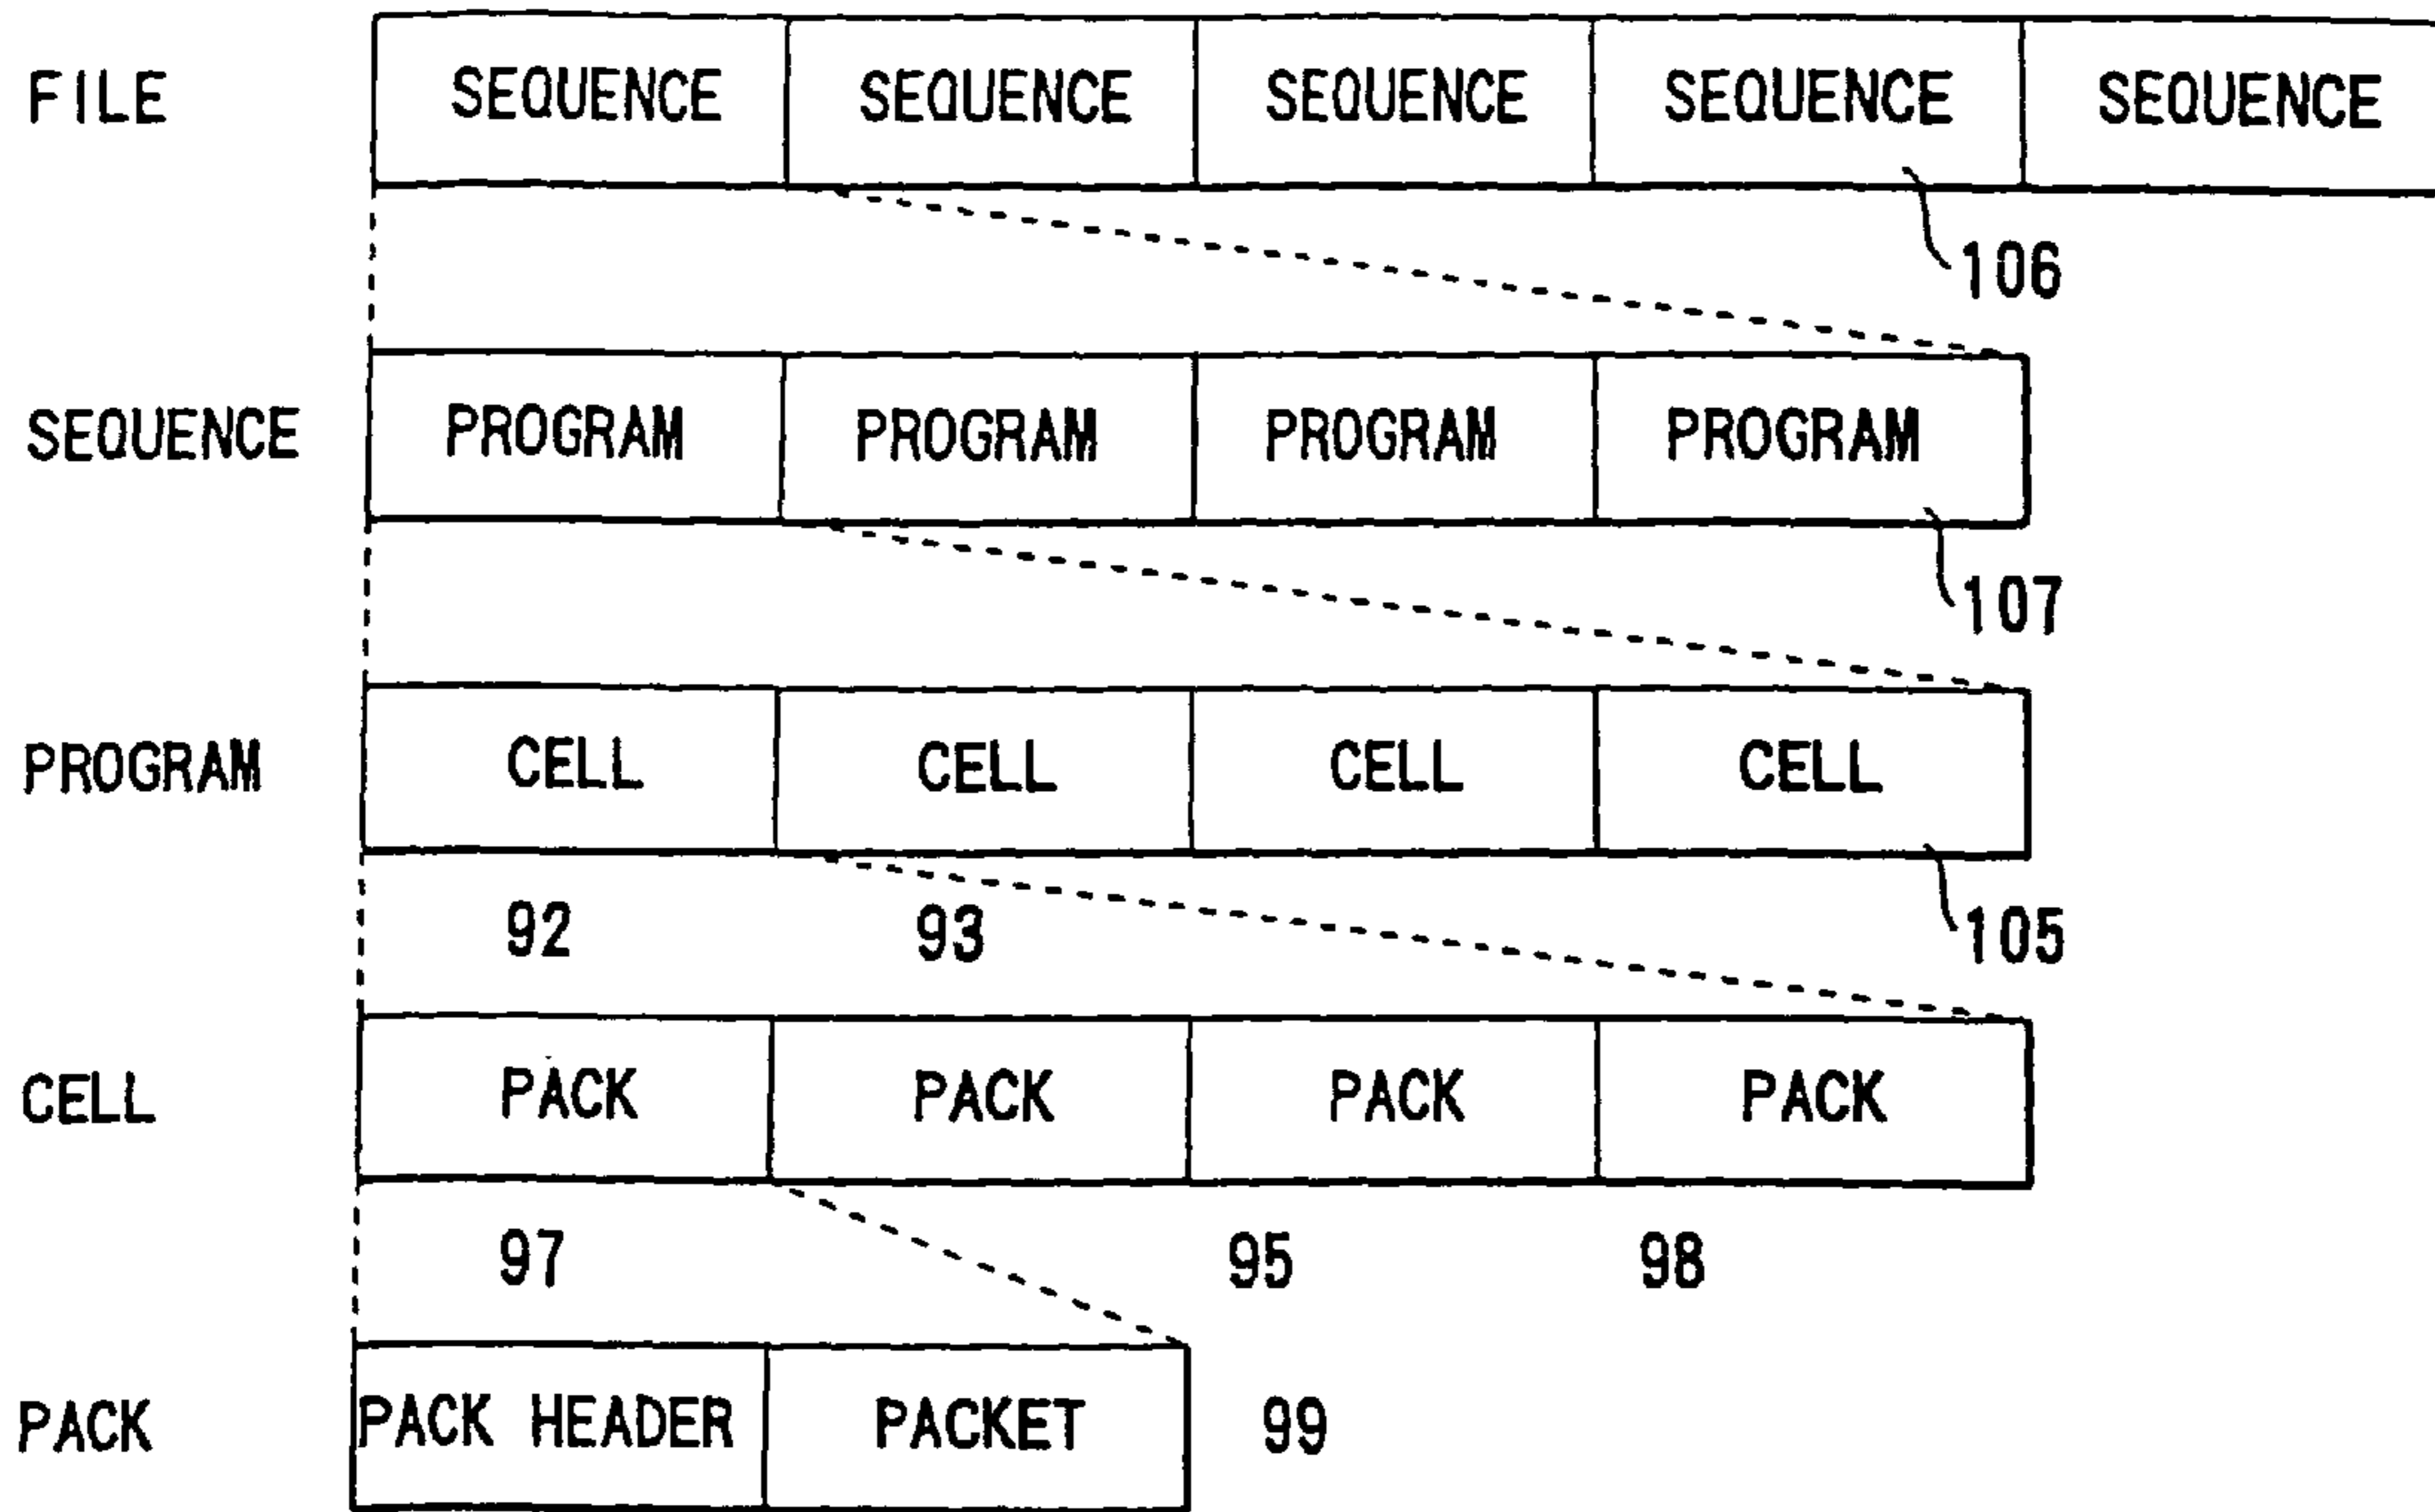 FILE SEQUENCE SEQUENCE SEQUENCE SEQUENCE SEQUENCE
106
SEQUENCE PROGRAM PROGRAM PROGRAM PROGRAM
107
PROGRAM CELL CELL CELL CELL
92 93 105
CELL PACK PACK PACK PACK
97 95 98
PACK PACK HEADER PACKET 99